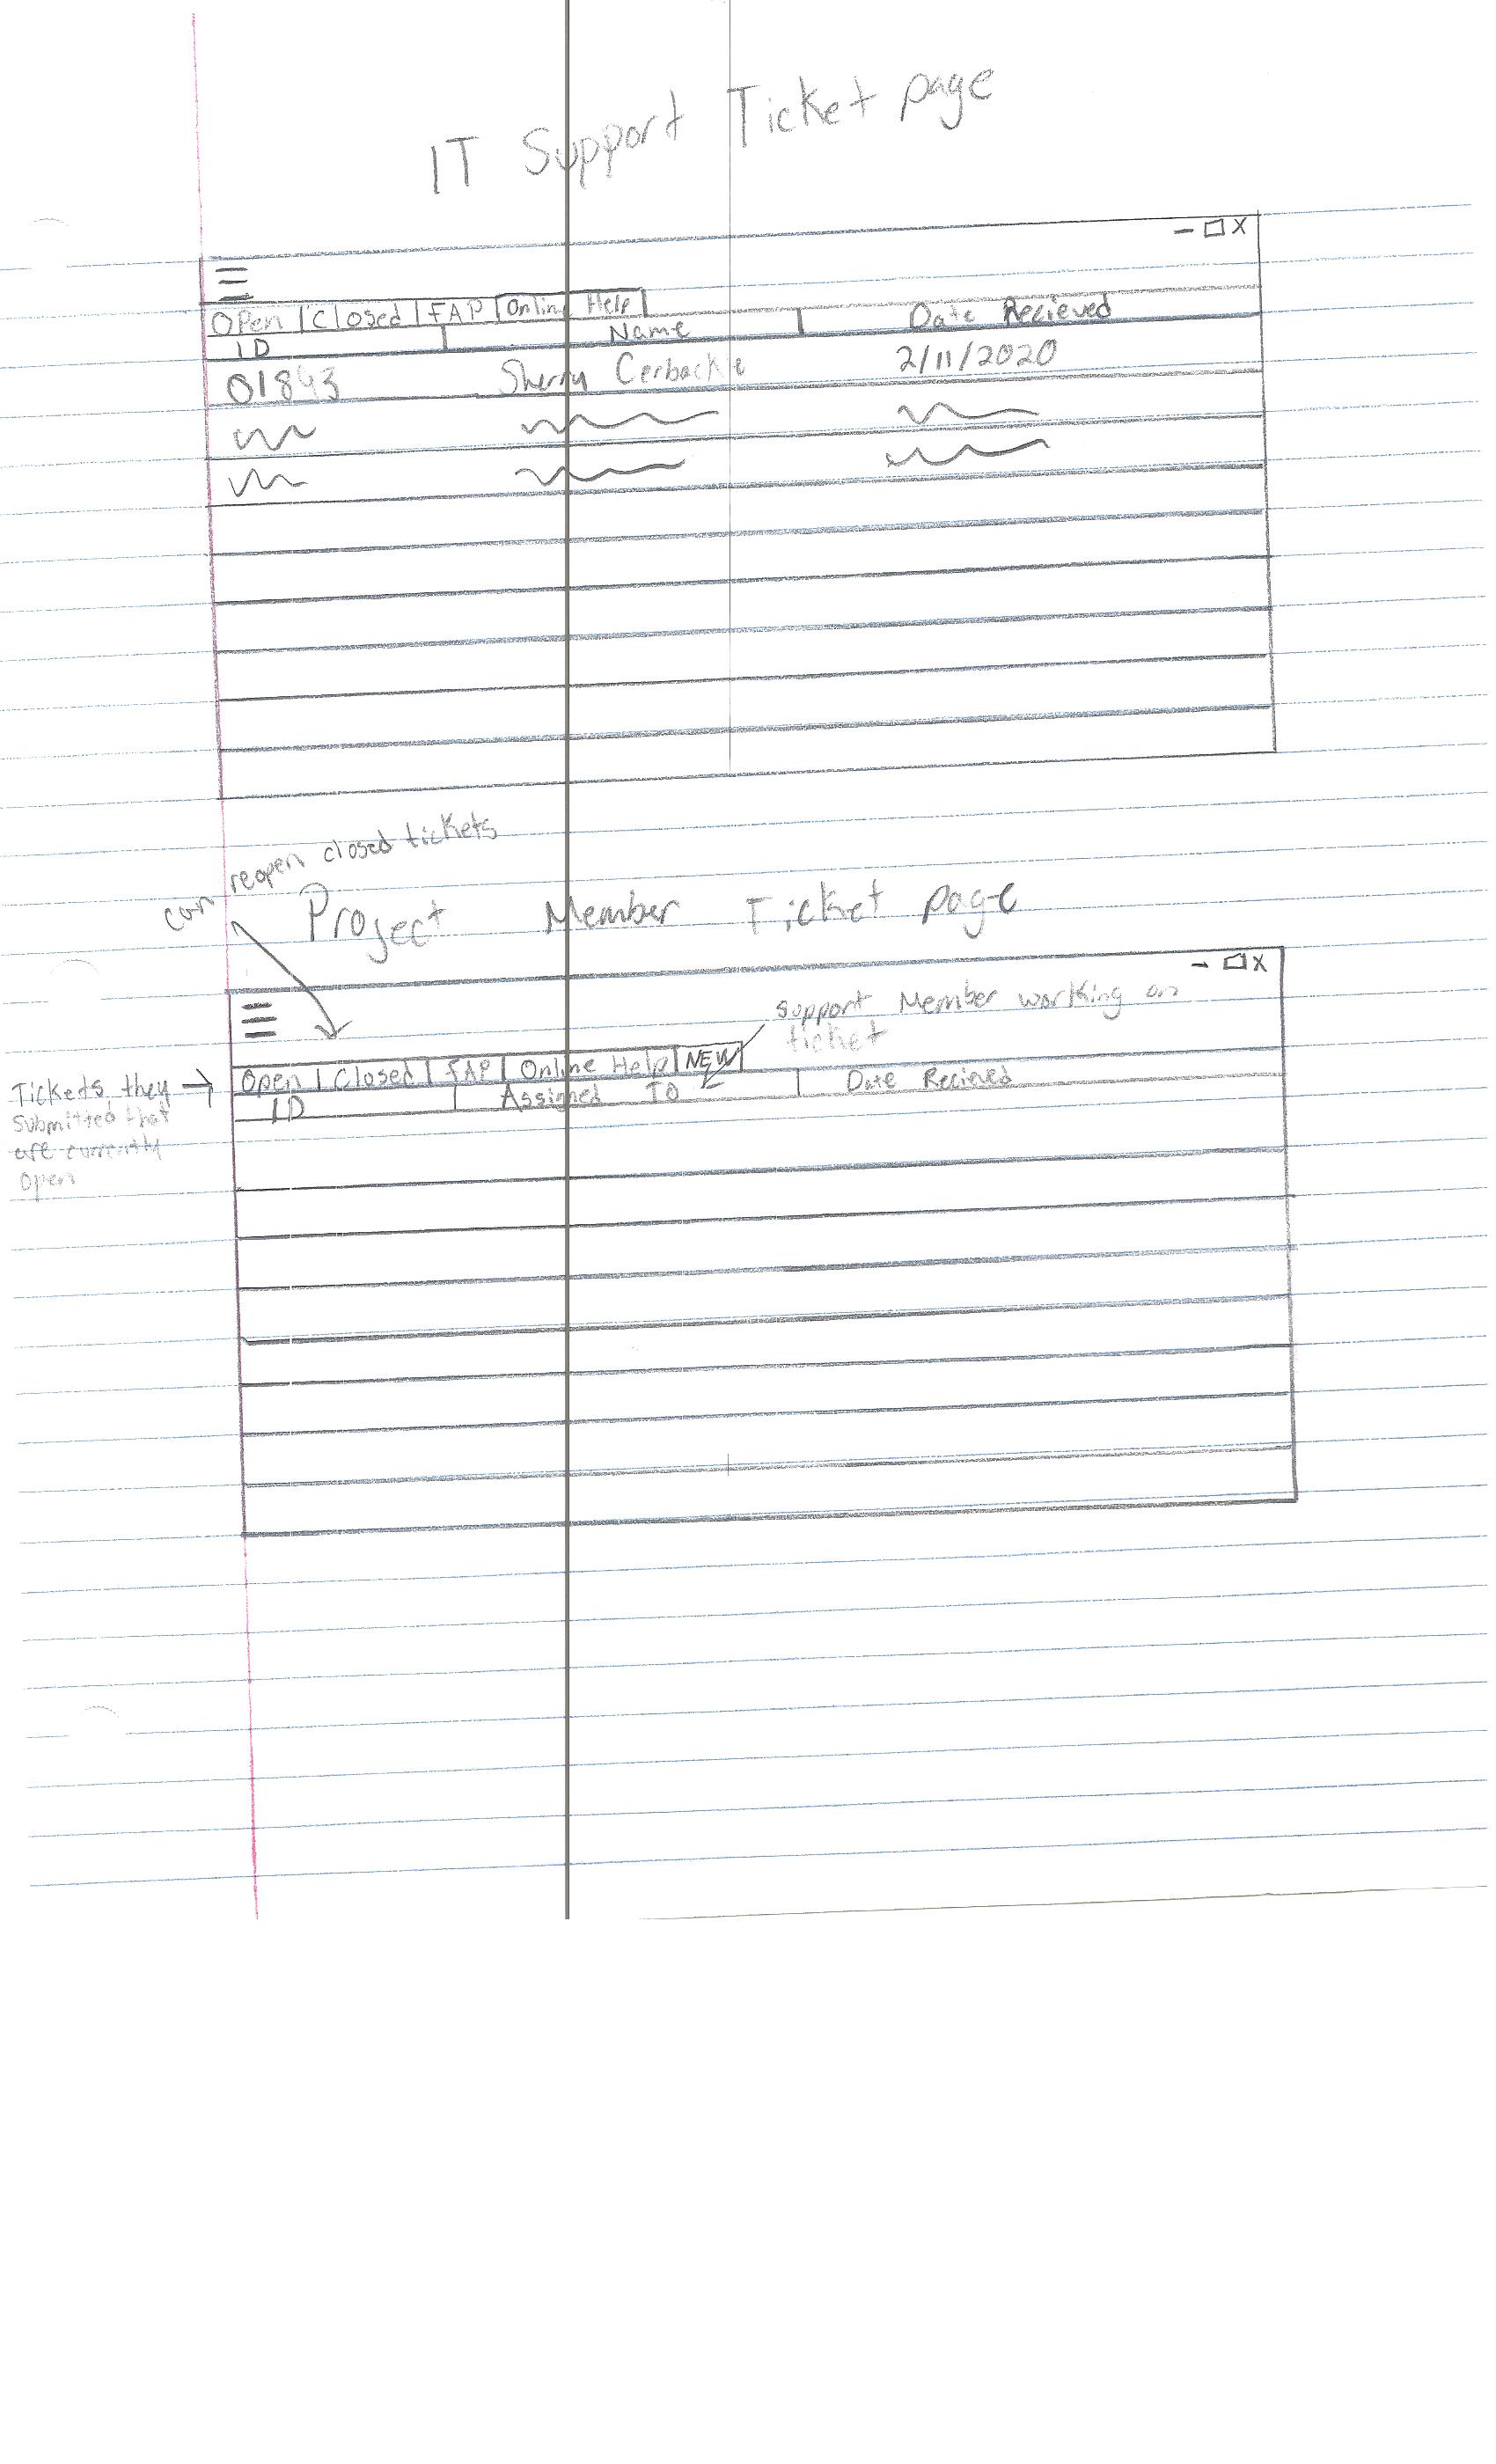 IT Support Ticket page
- □ X
Open | Closed | FAP | Online Help
ID | Name | Date Recieved
01843 Sherry Cerbackle 2/11/2020
can reopen closed tickets
Project Member Ticket page
- □ X
Support Member working on
ticket
Open | Closed | FAP | Online Help | NEW
ID | Assigned To | Date Recieved
Tickets they →
Submitted that
are currently
open